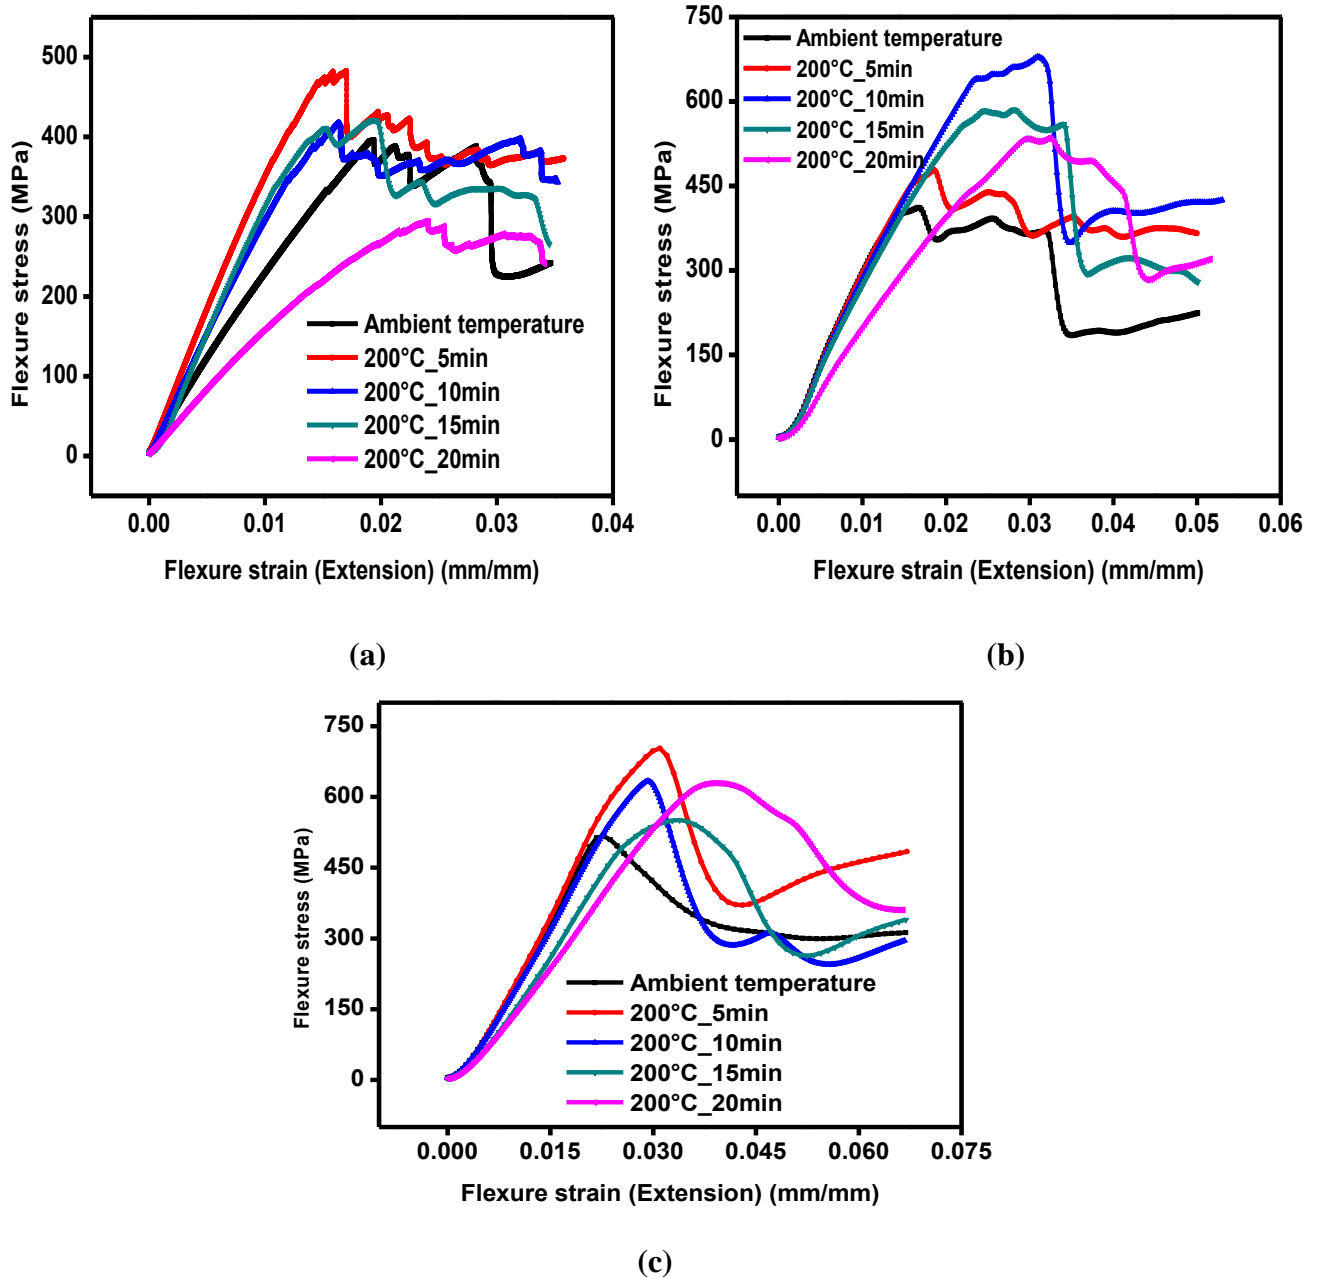 500
400
300
200
100
0
Flexure stress (MPa)
Ambient temperature
200°C_5min
200°C_10min
200°C_15min
200°C_20min
0.00 0.01 0.02 0.03 0.04
Flexure strain (Extension) (mm/mm)
(a)
750
600
450
300
150
0
Flexure stress (MPa)
Ambient temperature
200°C_5min
200°C_10min
200°C_15min
200°C_20min
0.00 0.01 0.02 0.03 0.04 0.05 0.06
Flexure strain (Extension) (mm/mm)
(b)
750
600
450
300
150
0
Flexure stress (MPa)
Ambient temperature
200°C_5min
200°C_10min
200°C_15min
200°C_20min
0.000 0.015 0.030 0.045 0.060 0.075
Flexure strain (Extension) (mm/mm)
(c)